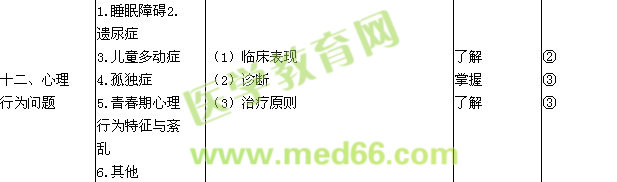 1.睡眠障碍2.
遗尿症
3.儿童多动症 (1)临床表现 了解 ②
十二、心理 4.孤独症 (2)诊断 掌握 ③
行为问题 5.青春期心理 (3)治疗原则 了解 ③
行为特征与紊
乱
6.其他
医学教育网
www.med66.com